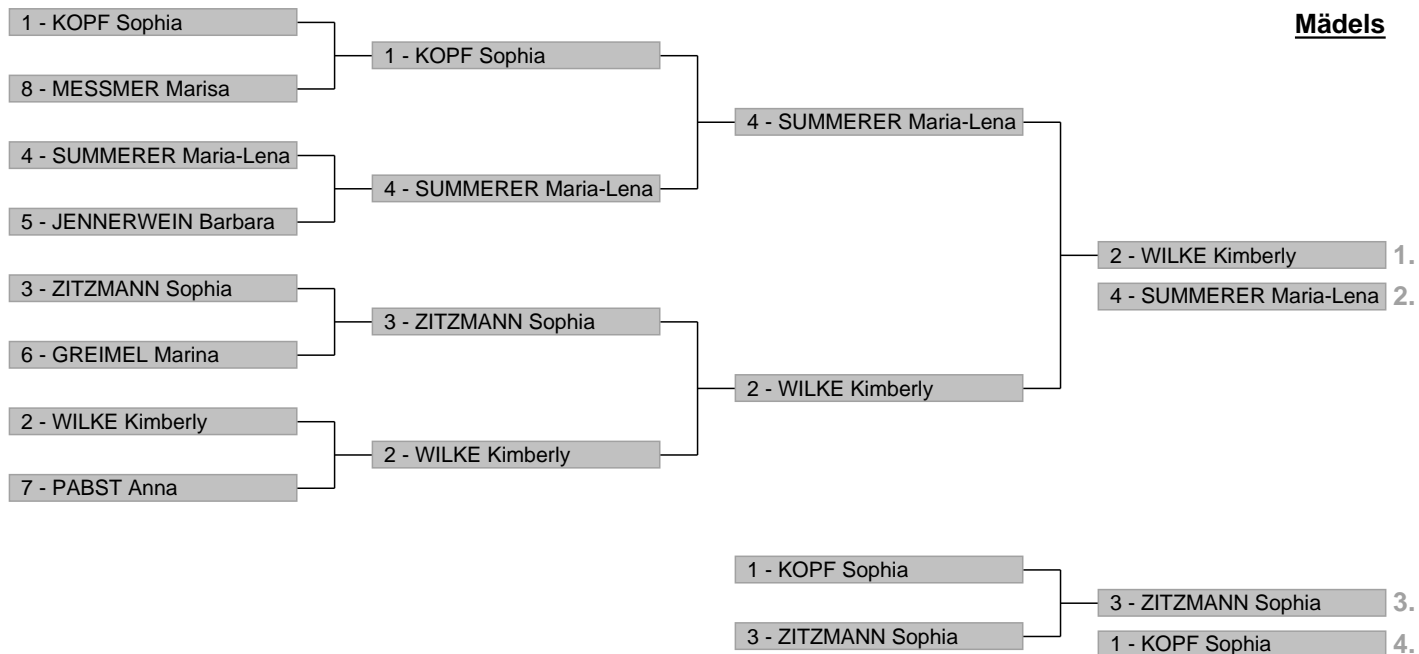 Mädels
1 - KOPF Sophia
8 - MESSMER Marisa
4 - SUMMERER Maria-Lena
5 - JENNERWEIN Barbara
3 - ZITZMANN Sophia
6 - GREIMEL Marina
2 - WILKE Kimberly
7 - PABST Anna
1 - KOPF Sophia
4 - SUMMERER Maria-Lena
3 - ZITZMANN Sophia
2 - WILKE Kimberly
4 - SUMMERER Maria-Lena
2 - WILKE Kimberly
2 - WILKE Kimberly 1.
4 - SUMMERER Maria-Lena 2.
1 - KOPF Sophia
3 - ZITZMANN Sophia
3 - ZITZMANN Sophia 3.
1 - KOPF Sophia 4.